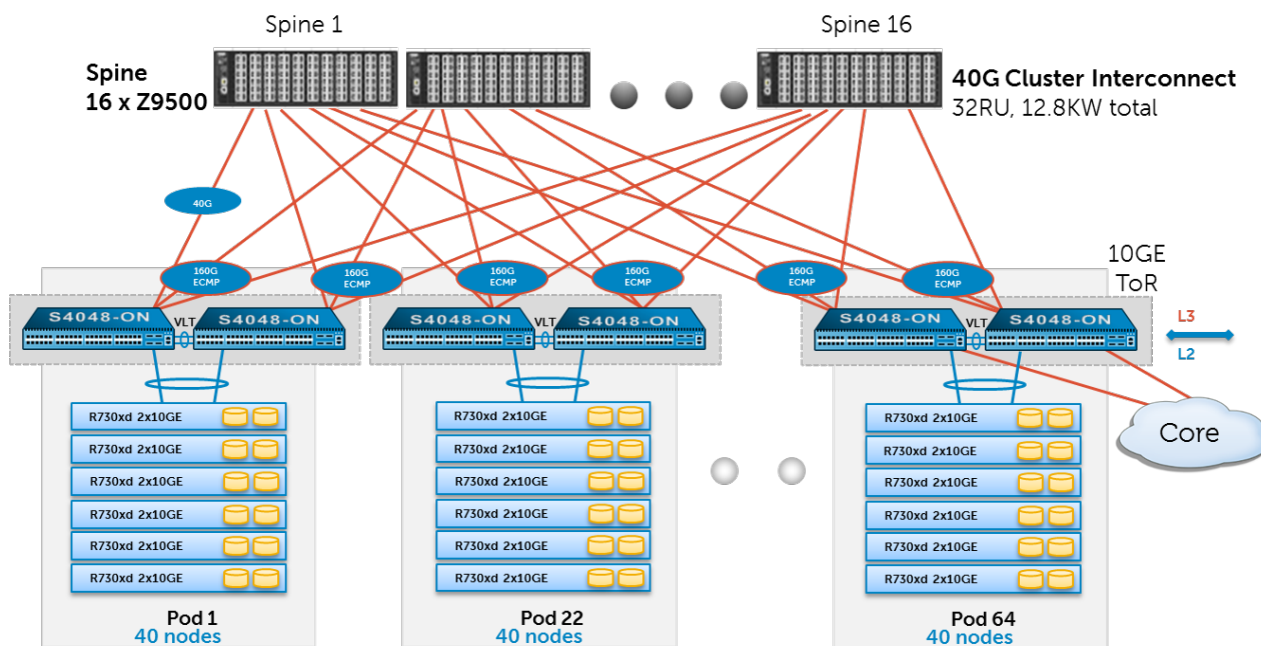 Spine 1
Spine 16
Spine
16 x Z9500
40G Cluster Interconnect
32RU, 12.8KW total
40G
160G
ECMP
160G
ECMP
160G
ECMP
160G
ECMP
160G
ECMP
160G
ECMP
10GE
ToR
S4048-ON
VLT
S4048-ON
S4048-ON
VLT
S4048-ON
S4048-ON
VLT
S4048-ON
L3
L2
Core
R730xd 2x10GE
R730xd 2x10GE
R730xd 2x10GE
R730xd 2x10GE
R730xd 2x10GE
R730xd 2x10GE
Pod 1
40 nodes
R730xd 2x10GE
R730xd 2x10GE
R730xd 2x10GE
R730xd 2x10GE
R730xd 2x10GE
R730xd 2x10GE
Pod 22
40 nodes
R730xd 2x10GE
R730xd 2x10GE
R730xd 2x10GE
R730xd 2x10GE
R730xd 2x10GE
R730xd 2x10GE
Pod 64
40 nodes